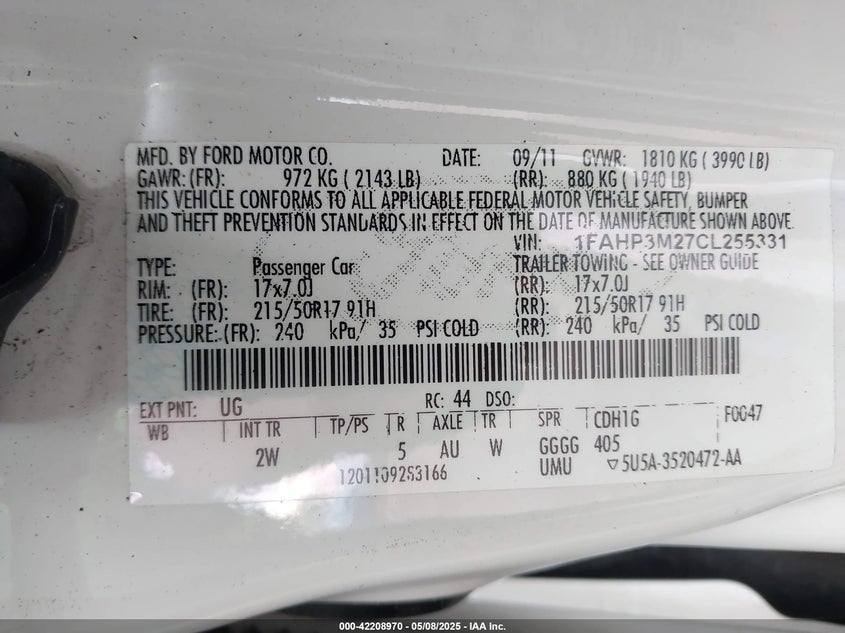 MFD. BY FORD MOTOR CO. DATE: 09/11 GVWR: 1810 KG ( 3990 LB)
GAWR: (FR): 972 KG ( 2143 LB) (RR): 880 KG ( 1940 LB)
THIS VEHICLE CONFORMS TO ALL APPLICABLE FEDERAL MOTOR VEHICLE SAFETY, BUMPER
AND THEFT PREVENTION STANDARDS IN EFFECT ON THE DATE OF MANUFACTURE SHOWN ABOVE.
VIN: 1FAHP3M27CL255331
TYPE: Passenger Car TRAILER TOWING - SEE OWNER GUIDE
RIM: (FR): 17x7.0J (RR): 17x7.0J
TIRE: (FR): 215/50R17 91H (RR): 215/50R17 91H
PRESSURE: (FR): 240 kPa/ 35 PSI COLD (RR): 240 kPa/ 35 PSI COLD
EXT PNT: UG RC: 44 DSO: F0047
WB INT TR TP/PS R AXLE TR SPR CDH1G
2W 5 AU W GGGG 405
1201109283166 UMU ▽5U5A-3520472-AA
000-42208970 — 05/08/2025 — IAA Inc.